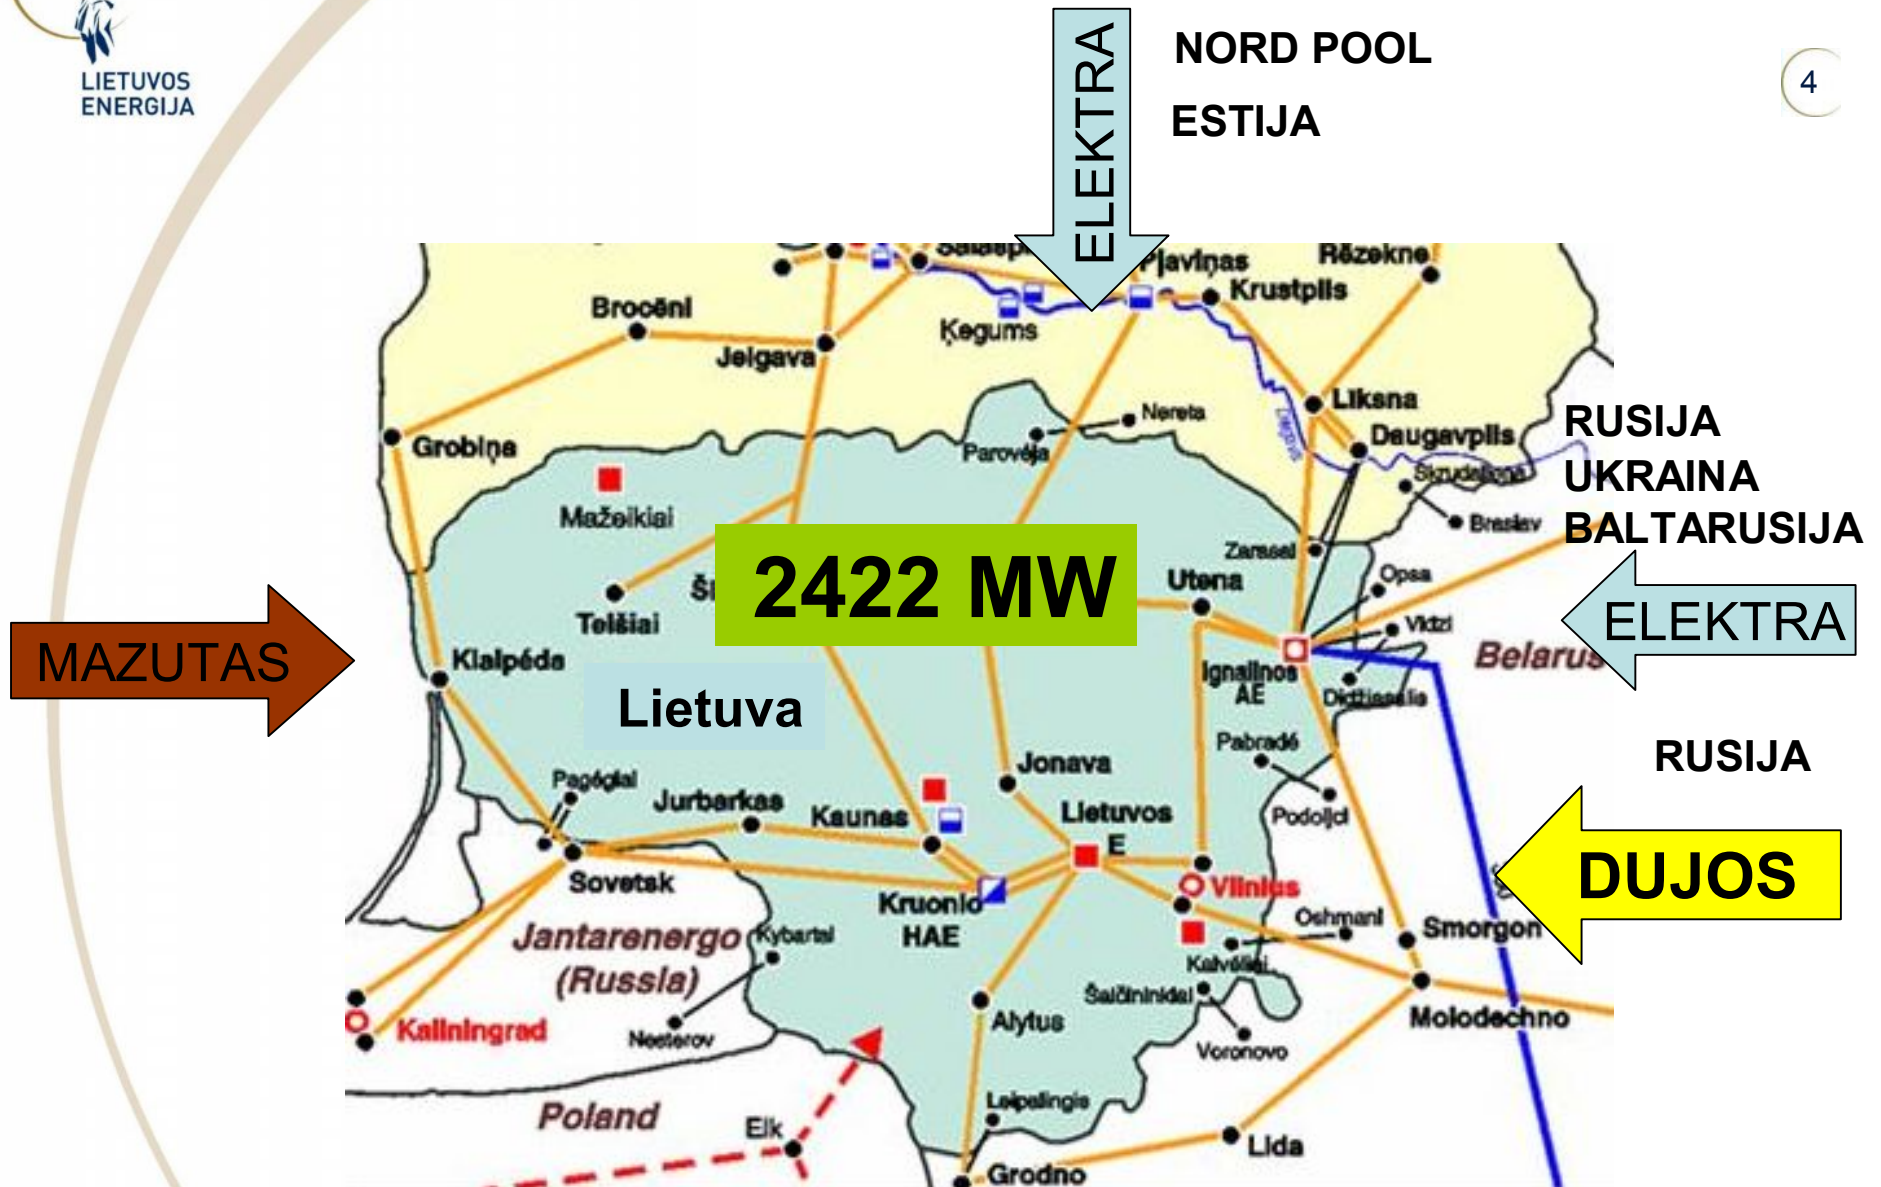 LIETUVOS
ENERGIJA
ELEKTRA
NORD POOL
ESTIJA
4
Pļaviņas
Rēzekne
Krustpils
Brocēni
Ķegums
Jelgava
Nereta
Līksna
Grobiņa
Parovėja
Daugavpils
RUSIJA
UKRAINA
BALTARUSIJA
Mažeikiai
Braslav
Zarasai
2422 MW
Utena
Opsa
Telšiai
ELEKTRA
Vidzi
MAZUTAS
Klaipėda
Belarus
Ignalinos
AE
Didžiasalis
Lietuva
Pabradė
RUSIJA
Jonava
Pagėgiai
Jurbarkas
Kaunas
Lietuvos
E
Podoljci
DUJOS
Sovetsk
Vilnius
Kruonio
HAE
Oshmani
Smorgon
Jantarenergo
(Russia)
Kybartai
Kalvėliai
Šalčininkai
Kaliningrad
Nesterov
Alytus
Molodechno
Voronovo
Leipalingis
Poland
Elk
Lida
Grodno